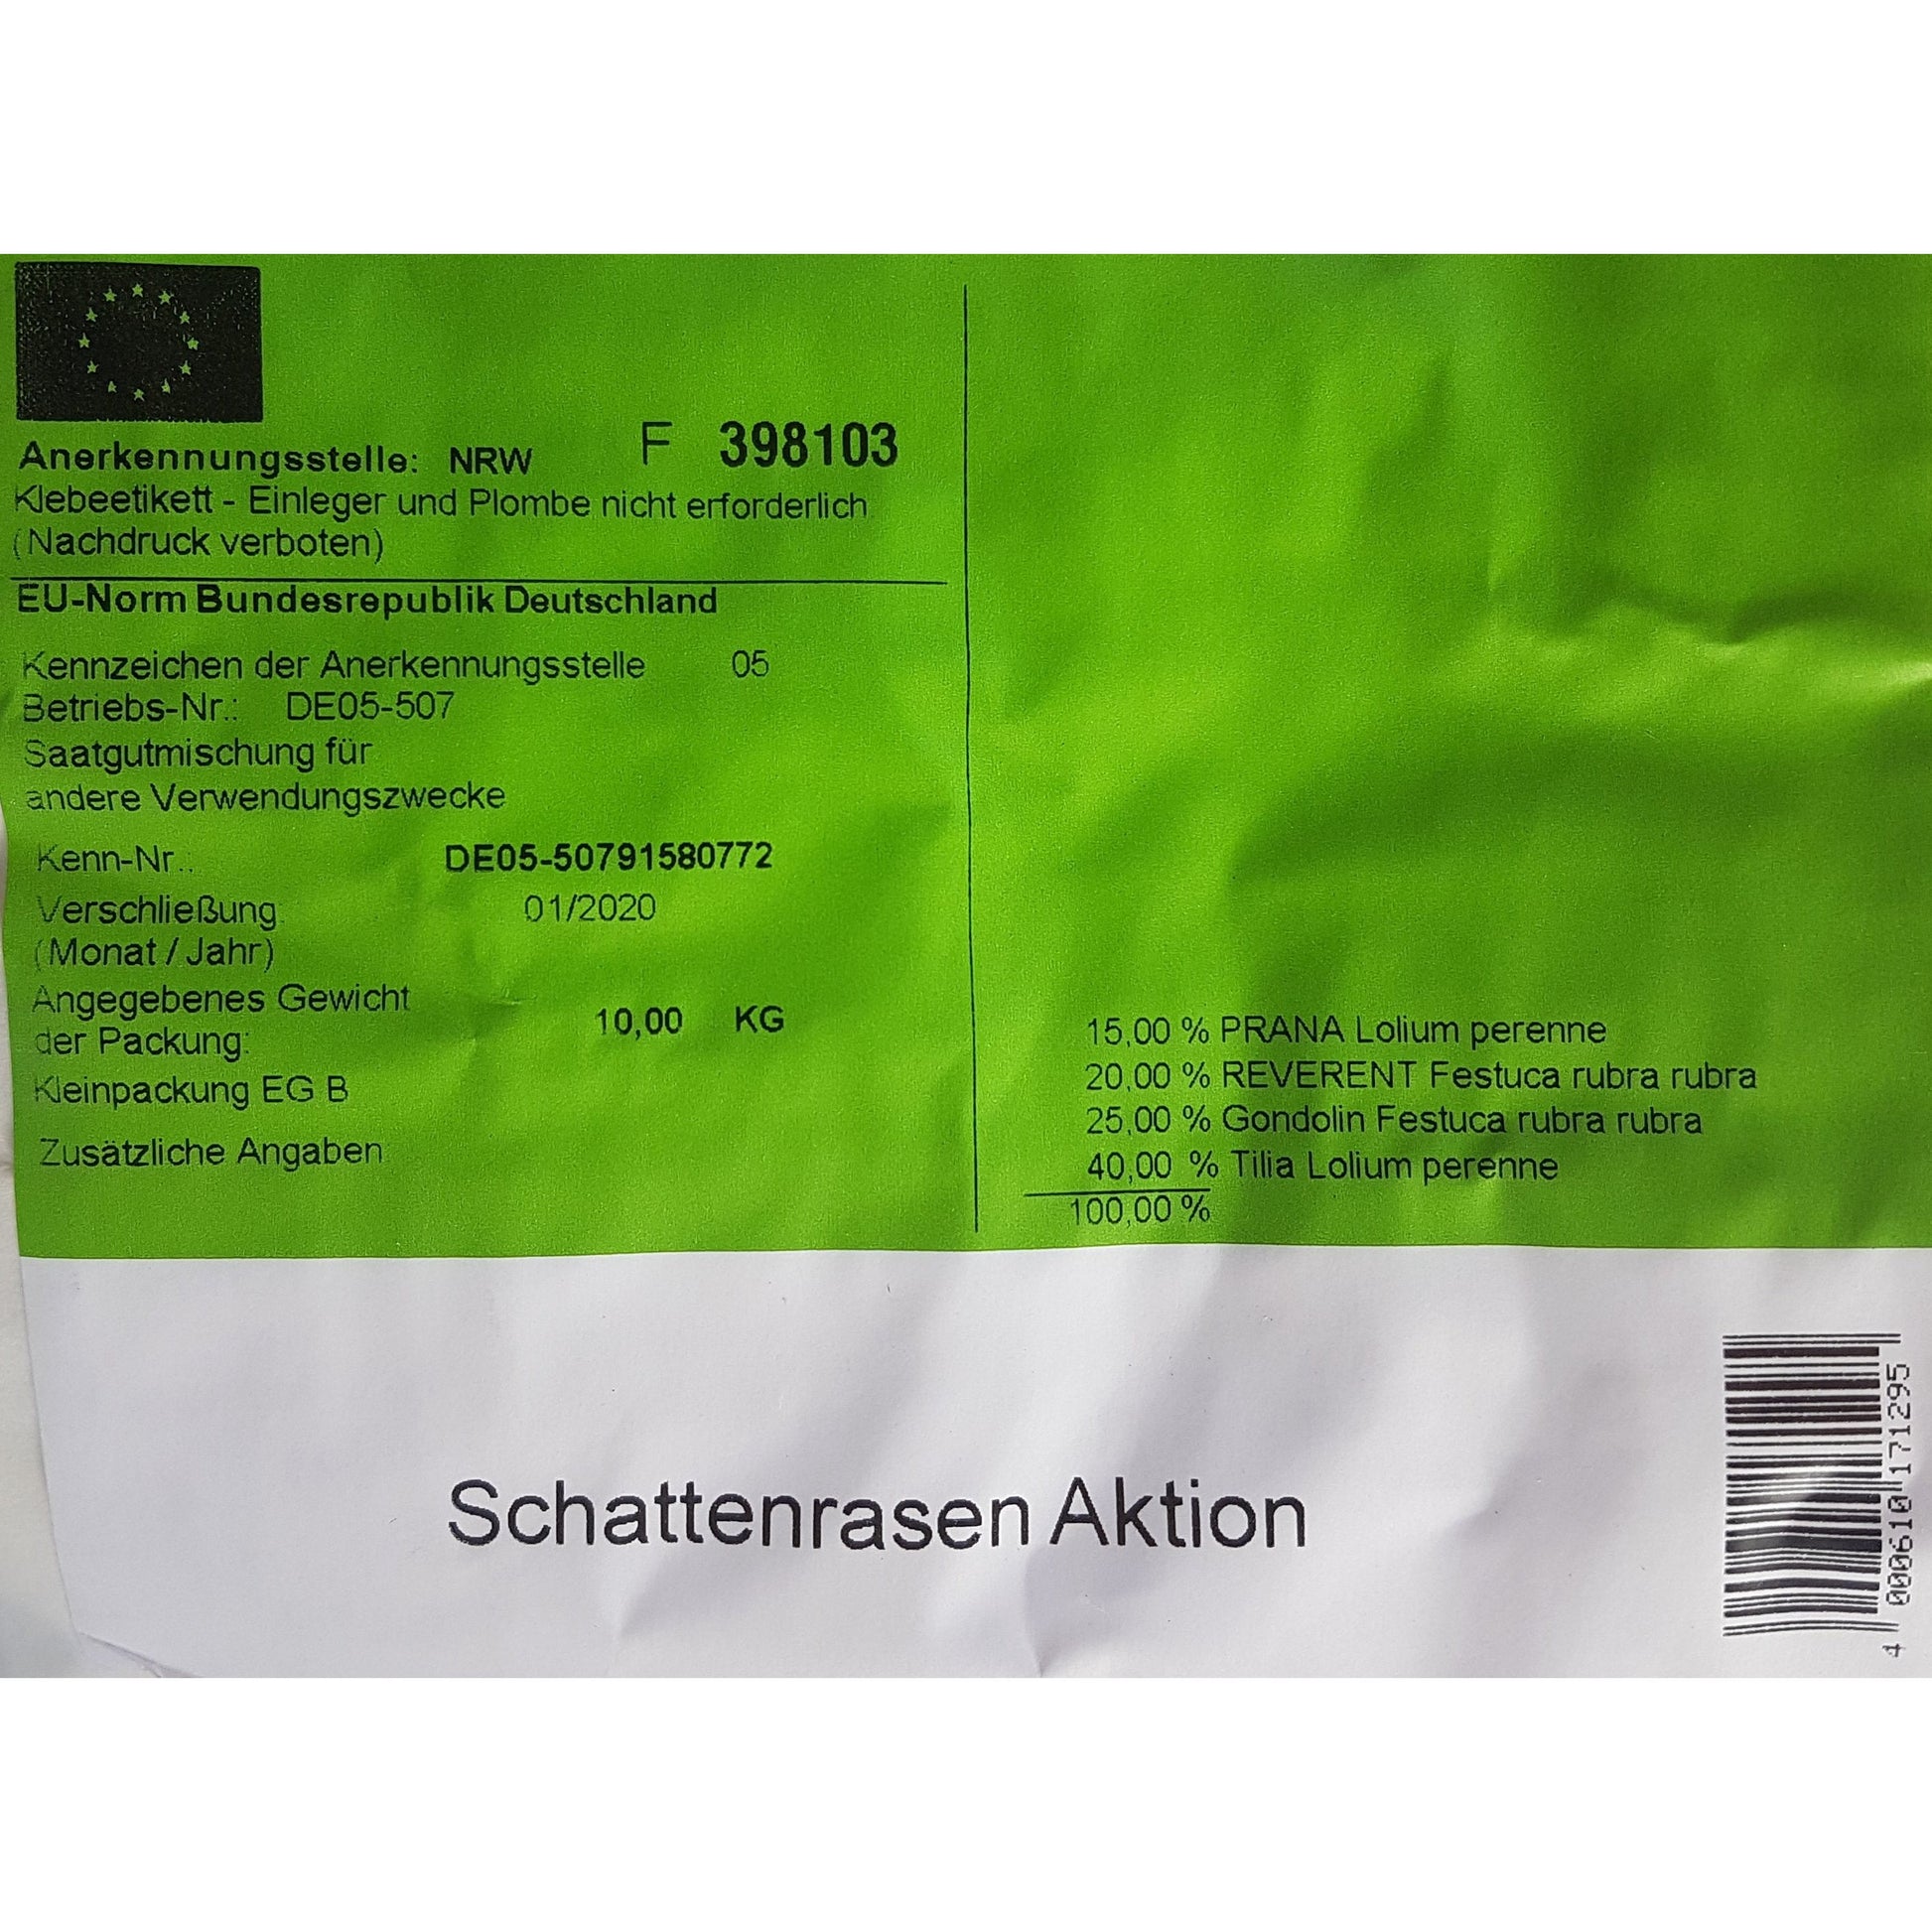 Anerkennungsstelle: NRW F 398103
Klebeetikett - Einleger und Plombe nicht erforderlich
(Nachdruck verboten)
EU-Norm Bundesrepublik Deutschland
Kennzeichen der Anerkennungsstelle 05
Betriebs-Nr.: DE05-507
Saatgutmischung für
andere Verwendungszwecke
Kenn-Nr.: DE05-50791580772
Verschließung: 01/2020
(Monat / Jahr)
Angegebenes Gewicht
der Packung: 10,00 KG
Kleinpackung EG B
Zusätzliche Angaben:
15,00 % PRANA Lolium perenne
20,00 % REVERENT Festuca rubra rubra
25,00 % Gondolin Festuca rubra rubra
40,00 % Tilia Lolium perenne
100,00 %
Schattenrasen Aktion
4 000610 171295